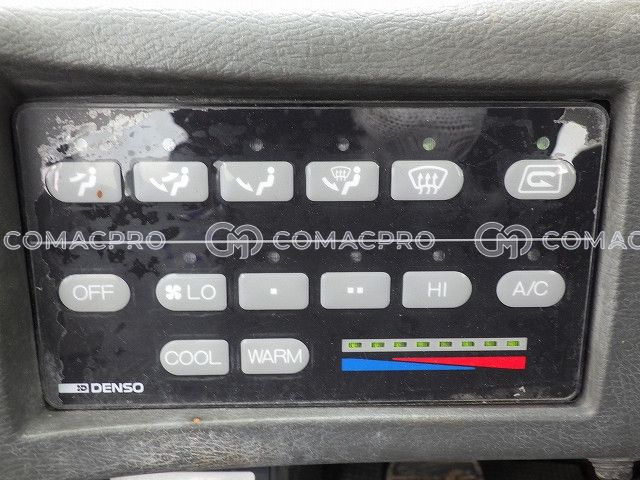 COMACPRO COMACPRO COMACPRO
OFF LO HI A/C
COOL WARM
DENSO